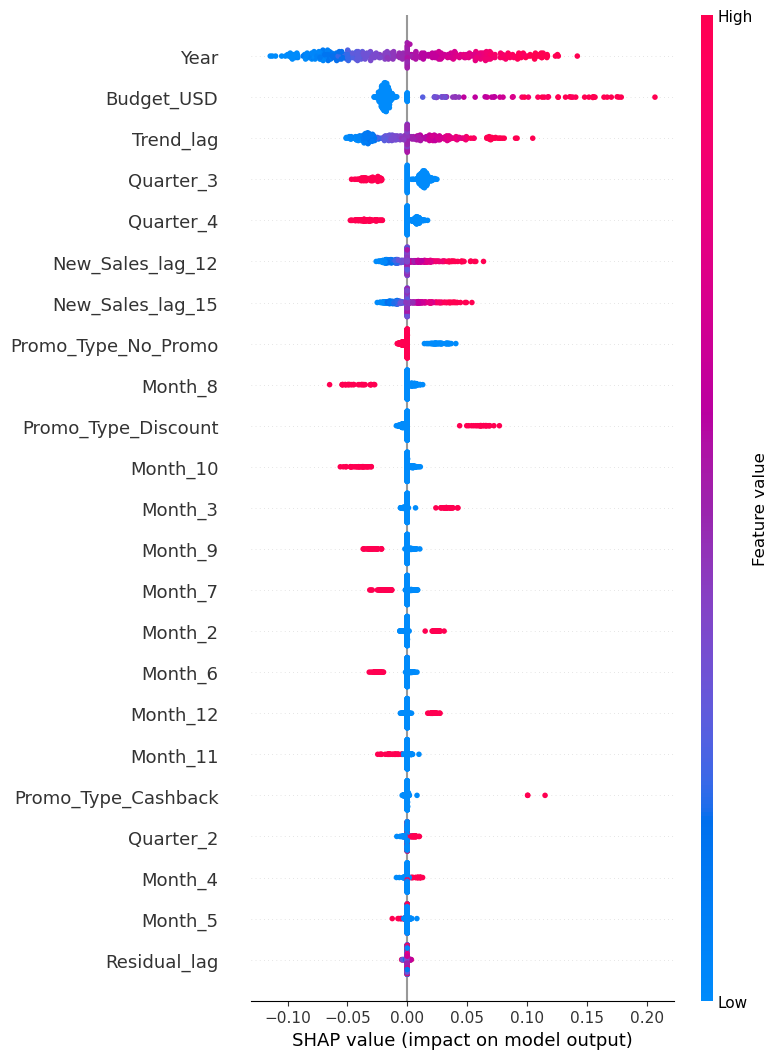 High
Year
Budget_USD
Trend_lag
Quarter_3
Quarter_4
New_Sales_lag_12
New_Sales_lag_15
Promo_Type_No_Promo
Month_8
Promo_Type_Discount
Month_10
Month_3
Month_9
Month_7
Month_2
Month_6
Month_12
Month_11
Promo_Type_Cashback
Quarter_2
Month_4
Month_5
Residual_lag
Feature value
Low
−0.10 −0.05 0.00 0.05 0.10 0.15 0.20
SHAP value (impact on model output)